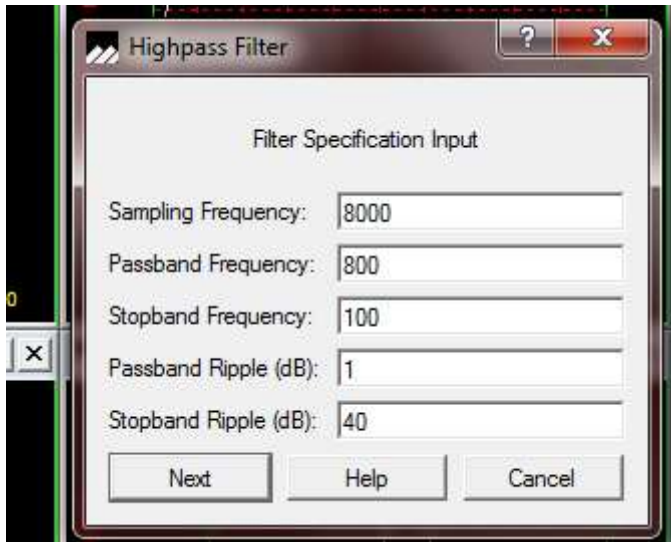 Highpass Filter
?
X
Filter Specification Input
Sampling Frequency: 8000
Passband Frequency: 800
0
Stopband Frequency: 100
X
Passband Ripple (dB): 1
Stopband Ripple (dB): 40
Next Help Cancel